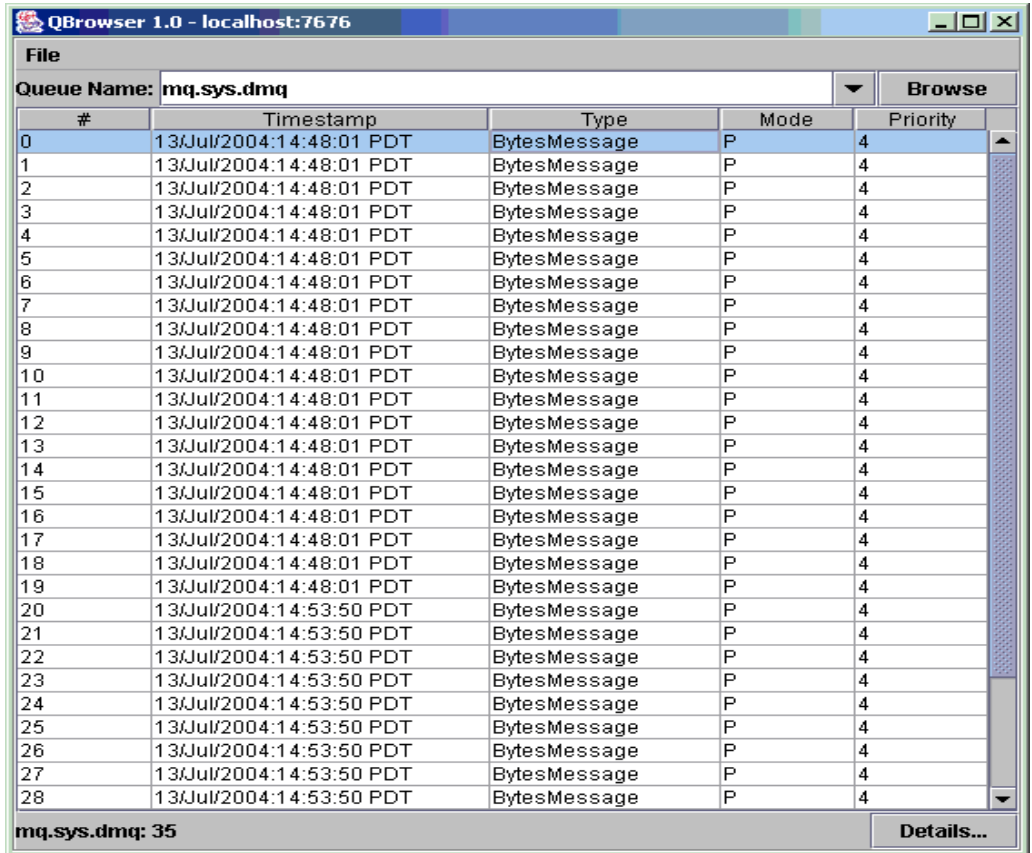 QBrowser 1.0 - localhost:7676
File
Queue Name: mq.sys.dmq Browse
# Timestamp Type Mode Priority
0 13/Jul/2004:14:48:01 PDT BytesMessage P 4
1 13/Jul/2004:14:48:01 PDT BytesMessage P 4
2 13/Jul/2004:14:48:01 PDT BytesMessage P 4
3 13/Jul/2004:14:48:01 PDT BytesMessage P 4
4 13/Jul/2004:14:48:01 PDT BytesMessage P 4
5 13/Jul/2004:14:48:01 PDT BytesMessage P 4
6 13/Jul/2004:14:48:01 PDT BytesMessage P 4
7 13/Jul/2004:14:48:01 PDT BytesMessage P 4
8 13/Jul/2004:14:48:01 PDT BytesMessage P 4
9 13/Jul/2004:14:48:01 PDT BytesMessage P 4
10 13/Jul/2004:14:48:01 PDT BytesMessage P 4
11 13/Jul/2004:14:48:01 PDT BytesMessage P 4
12 13/Jul/2004:14:48:01 PDT BytesMessage P 4
13 13/Jul/2004:14:48:01 PDT BytesMessage P 4
14 13/Jul/2004:14:48:01 PDT BytesMessage P 4
15 13/Jul/2004:14:48:01 PDT BytesMessage P 4
16 13/Jul/2004:14:48:01 PDT BytesMessage P 4
17 13/Jul/2004:14:48:01 PDT BytesMessage P 4
18 13/Jul/2004:14:48:01 PDT BytesMessage P 4
19 13/Jul/2004:14:48:01 PDT BytesMessage P 4
20 13/Jul/2004:14:53:50 PDT BytesMessage P 4
21 13/Jul/2004:14:53:50 PDT BytesMessage P 4
22 13/Jul/2004:14:53:50 PDT BytesMessage P 4
23 13/Jul/2004:14:53:50 PDT BytesMessage P 4
24 13/Jul/2004:14:53:50 PDT BytesMessage P 4
25 13/Jul/2004:14:53:50 PDT BytesMessage P 4
26 13/Jul/2004:14:53:50 PDT BytesMessage P 4
27 13/Jul/2004:14:53:50 PDT BytesMessage P 4
28 13/Jul/2004:14:53:50 PDT BytesMessage P 4
mq.sys.dmq: 35 Details...